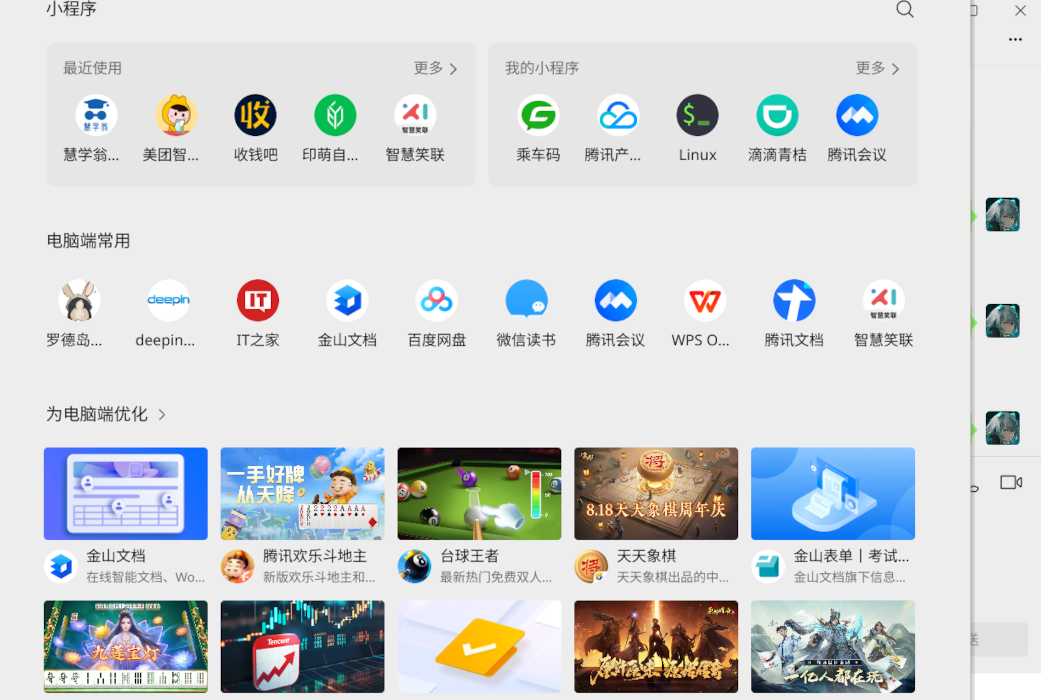 小程序
最近使用
更多
我的小程序
更多
慧学翁...
美团智...
收钱吧
印萌自...
智慧笑联
乘车码
腾讯产...
Linux
滴滴青桔
腾讯会议
电脑端常用
罗德岛...
deepin...
IT之家
金山文档
百度网盘
微信读书
腾讯会议
WPS O...
腾讯文档
智慧笑联
为电脑端优化
一手好牌
从天降
8.18天天象棋周年庆
金山文档
在线智能文档、Wo...
腾讯欢乐斗地主
新版欢乐斗地主和...
台球王者
最新热门免费双人...
天天象棋
天天象棋出品的中...
金山表单丨考试...
金山文档旗下信息...
九莲宝灯
Tencent
一亿人都在玩